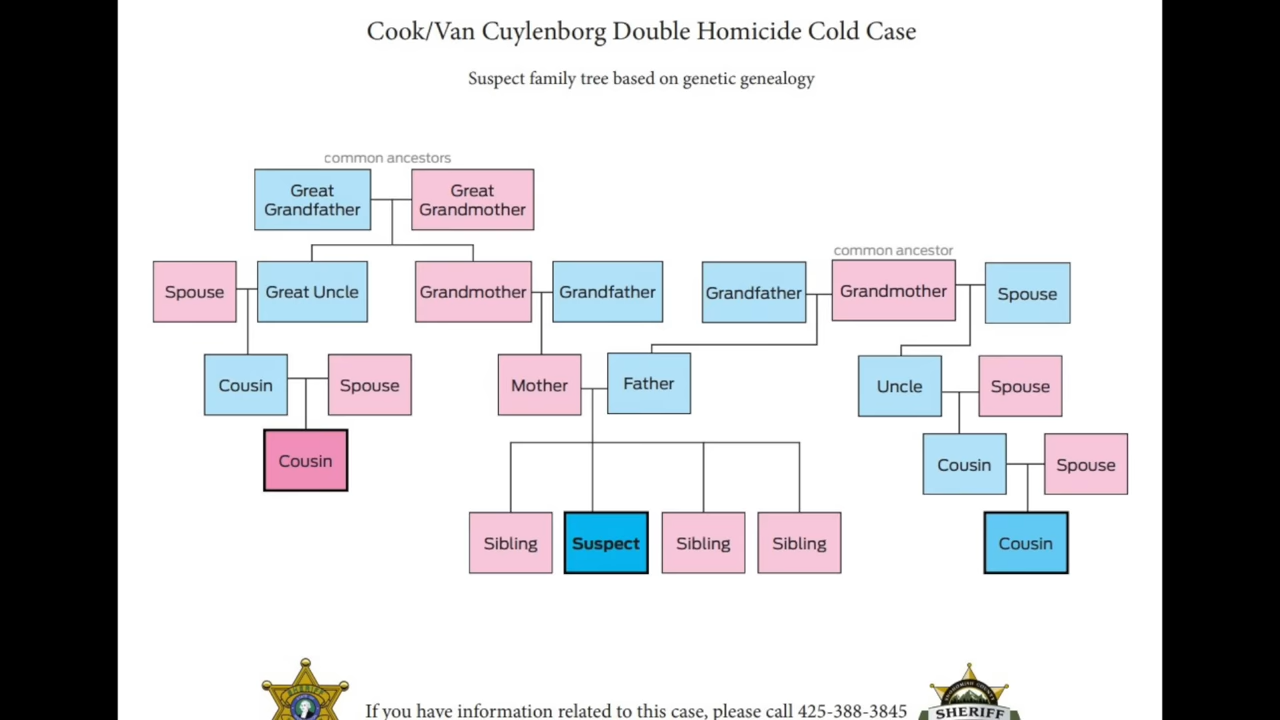 Cook/Van Cuylenborg Double Homicide Cold Case
Suspect family tree based on genetic genealogy
common ancestors
Great
Grandfather
Great
Grandmother
common ancestor
Spouse
Great Uncle
Grandmother
Grandfather
Grandfather
Grandmother
Spouse
Cousin
Spouse
Mother
Father
Uncle
Spouse
Cousin
Cousin
Spouse
Sibling
Suspect
Sibling
Sibling
Cousin
SHERIFF
If you have information related to this case, please call 425-388-3845
SHERIFF